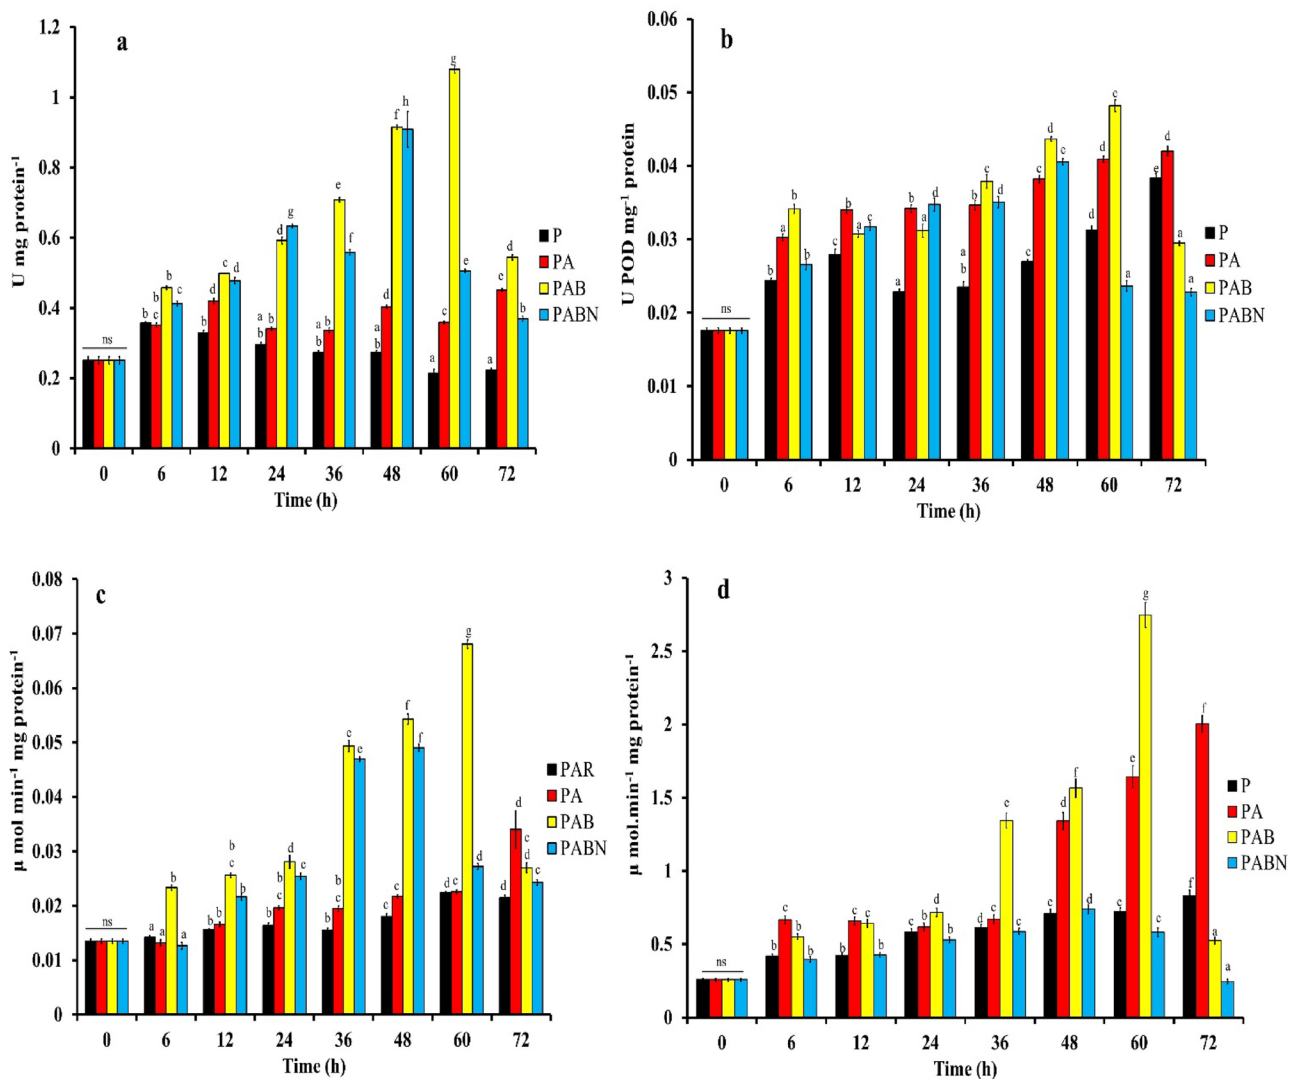 a
U mg protein⁻¹
1.2
1
0.8
0.6
0.4
0.2
0
ns
b b c b c
b d c d
a b b d g
a b a b e f
a b d f h
a c g e
a e d b
0 6 12 24 36 48 60 72
Time (h)
P
PA
PAB
PABN
b
U POD mg⁻¹ protein
0.06
0.05
0.04
0.03
0.02
0.01
0
ns
b a b b
c b a c
a b a d
a b b c d
c c d c
d d c a
e d a a
0 6 12 24 36 48 60 72
Time (h)
P
PA
PAB
PABN
c
µ mol min⁻¹ mg protein⁻¹
0.08
0.07
0.06
0.05
0.04
0.03
0.02
0.01
0
ns
a a b a
b b b c b
b b c d c
b b c e e
c c f f
d c g d
d d c d c
0 6 12 24 36 48 60 72
Time (h)
PAR
PA
PAB
PABN
d
µ mol.min⁻¹ mg protein⁻¹
3
2.5
2
1.5
1
0.5
0
ns
b c b b
b c c b
c b d b
d c e c
e d f d
e e g c
f f a a
0 6 12 24 36 48 60 72
Time (h)
P
PA
PAB
PABN